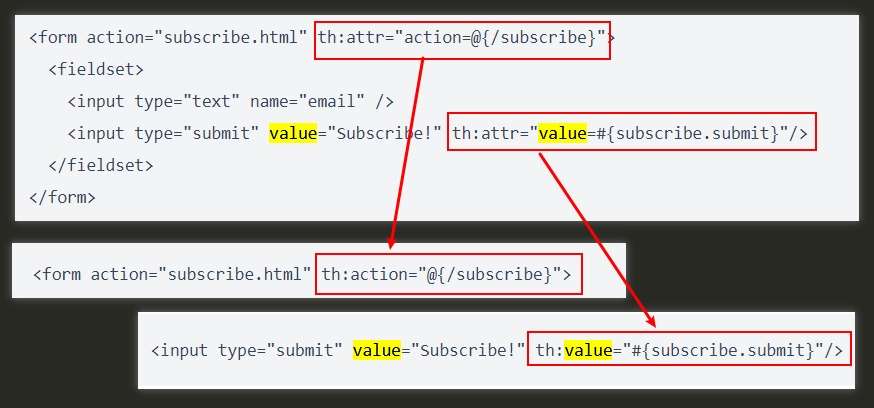 <form action="subscribe.html" th:attr="action=@{/subscribe}">
<fieldset>
<input type="text" name="email" />
<input type="submit" value="Subscribe!" th:attr="value=#{subscribe.submit}"/>
</fieldset>
</form>
<form action="subscribe.html" th:action="@{/subscribe}">
<input type="submit" value="Subscribe!" th:value="#{subscribe.submit}"/>